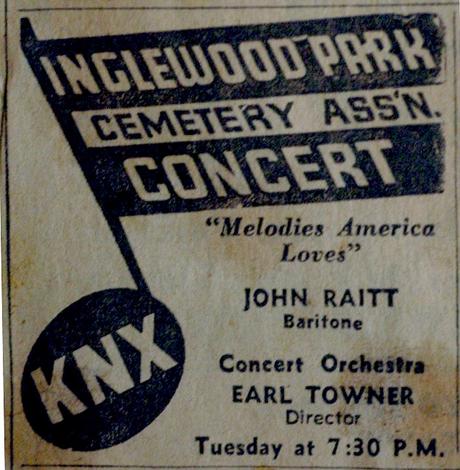 INGLEWOOD PARK
CEMETERY ASS'N.
CONCERT
"Melodies America
Loves"
JOHN RAITT
Baritone
KNX
Concert Orchestra
EARL TOWNER
Director
Tuesday at 7:30 P.M.